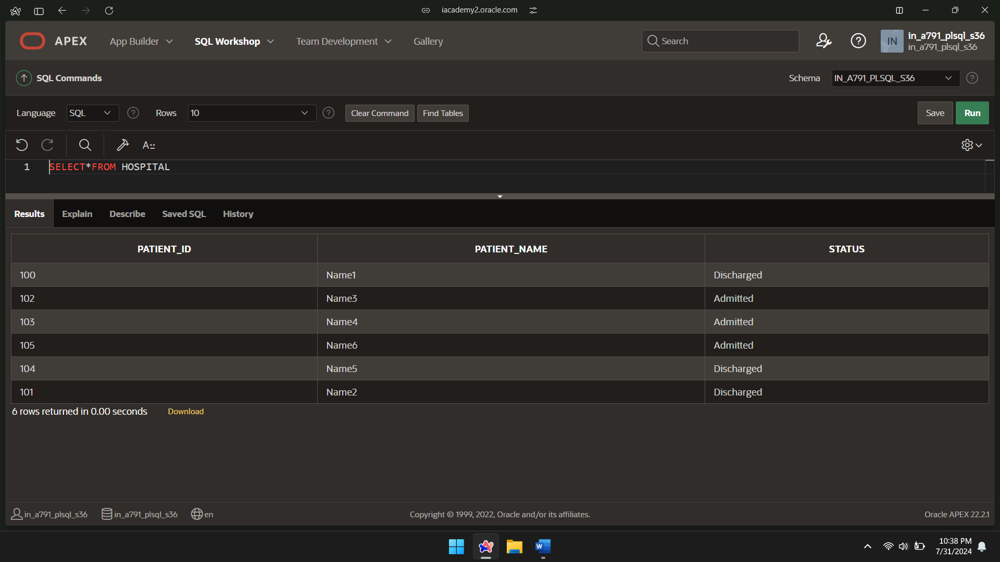 iacademy2.oracle.com
APEX App Builder SQL Workshop Team Development Gallery Search IN in_a791_plsql_s36
in_a791_plsql_s36
SQL Commands Schema IN_A791_PLSQL_S36
Language SQL Rows 10 Clear Command Find Tables Save Run
A::
1 SELECT*FROM HOSPITAL
Results Explain Describe Saved SQL History
PATIENT_ID PATIENT_NAME STATUS
100 Name1 Discharged
102 Name3 Admitted
103 Name4 Admitted
105 Name6 Admitted
104 Name5 Discharged
101 Name2 Discharged
6 rows returned in 0.00 seconds Download
in_a791_plsql_s36 in_a791_plsql_s36 en Copyright © 1999, 2022, Oracle and/or its affiliates. Oracle APEX 22.2.1
W 10:38 PM
7/31/2024